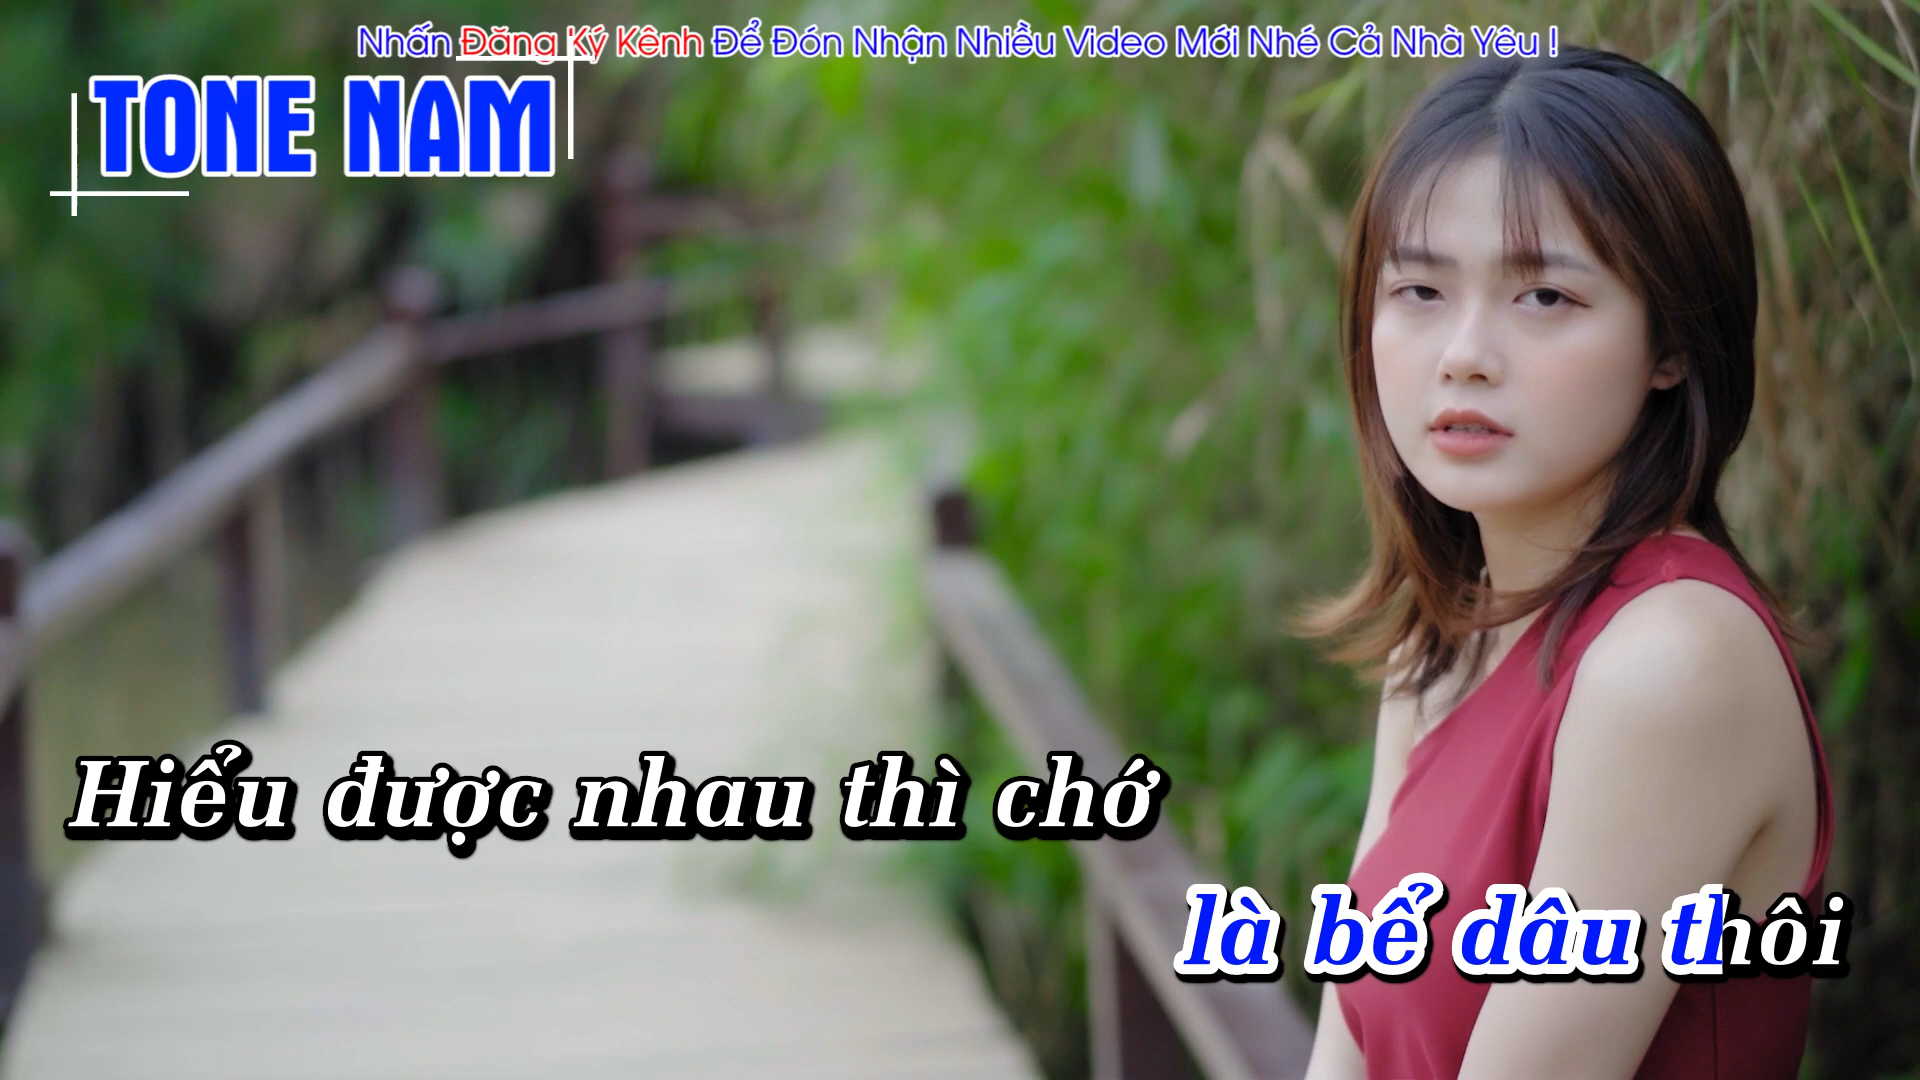 Nhấn Đăng Ký Kênh Để Đón Nhận Nhiều Video Mới Nhé Cả Nhà Yêu !
TONE NAM
Hiểu được nhau thì chớ
là bể dâu thôi